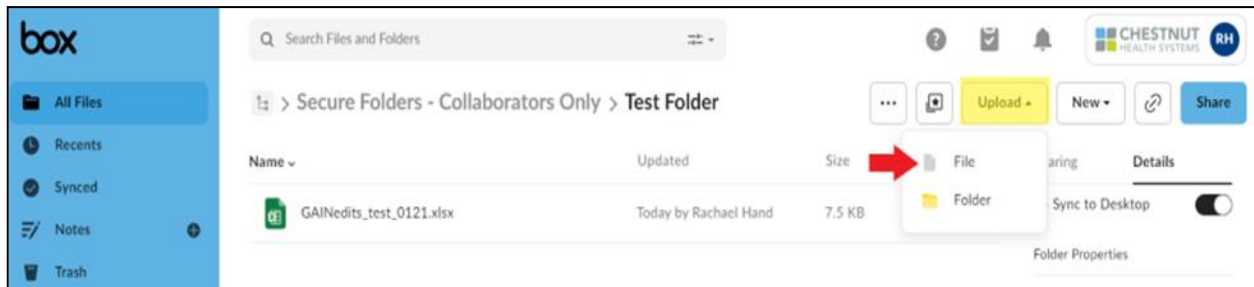 box
Search Files and Folders
CHESTNUT
HEALTH SYSTEMS
RH
All Files
> Secure Folders - Collaborators Only > Test Folder
Upload
New
Share
Recents
Name
Updated
Size
File
aring
Details
Synced
GAINedits_test_0121.xlsx
Today by Rachael Hand
7.5 KB
Folder
Sync to Desktop
Notes
Folder Properties
Trash